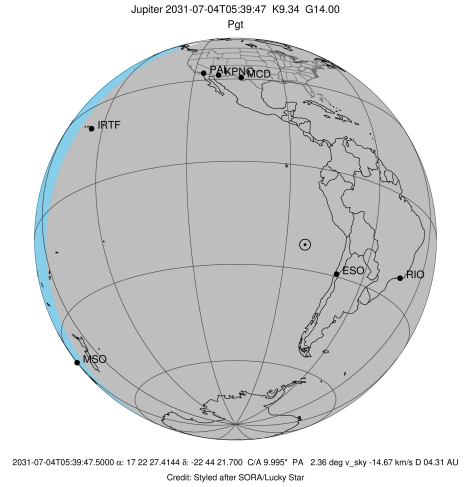 Jupiter 2031-07-04T05:39:47 K9.34 G14.00
Pgt
PAL
KPNO
MCD
IRTF
ESO
RIO
MSO
2031-07-04T05:39:47.5000 α: 17 22 27.4144 δ: -22 44 21.700 C/A 9.995" PA 2.36 deg v_sky -14.67 km/s D 04.31 AU
Credit: Styled after SORA/Lucky Star